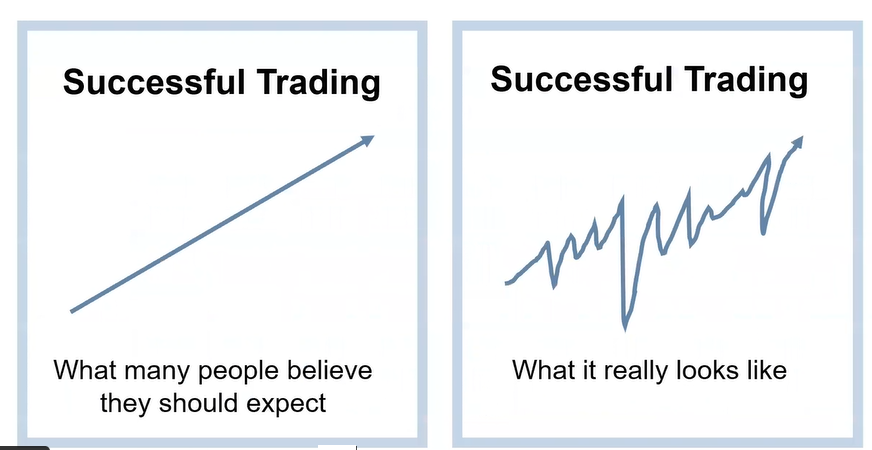 Successful Trading
What many people believe
they should expect
Successful Trading
What it really looks like